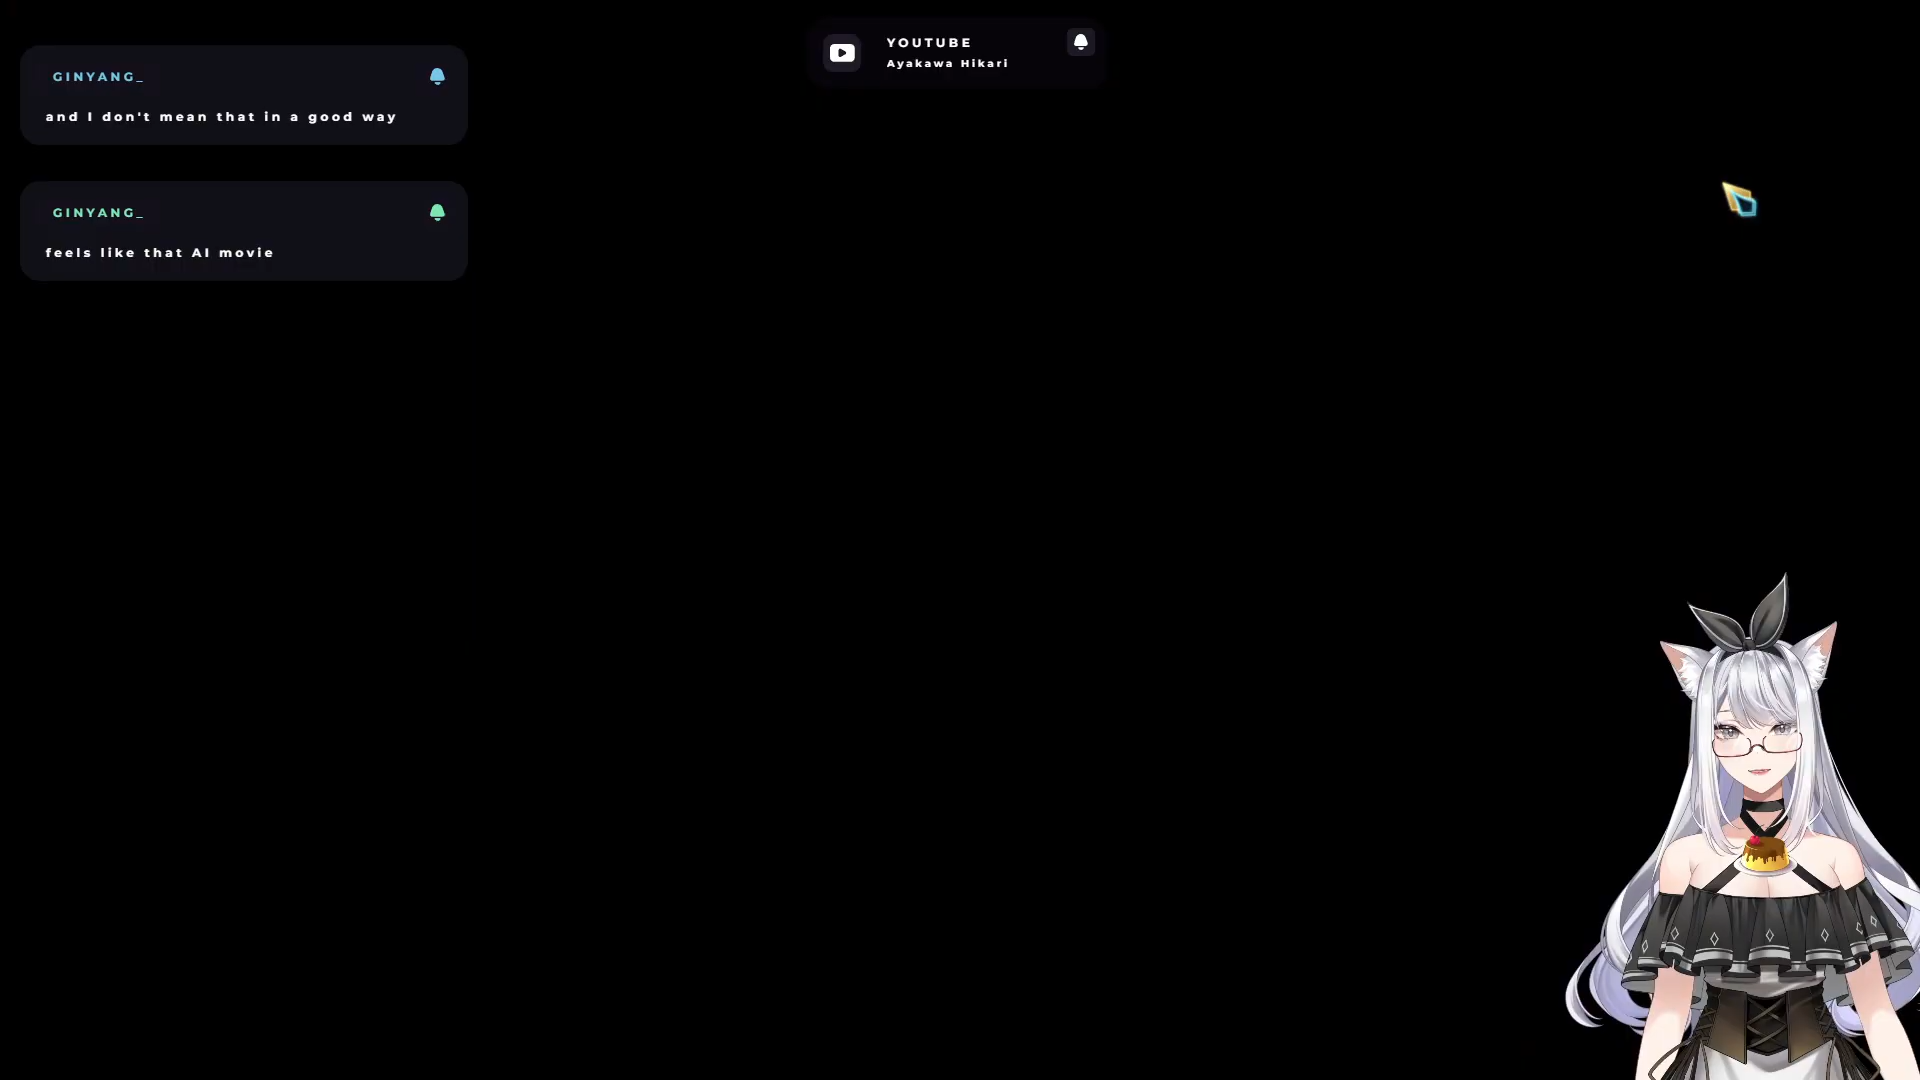 GINYANG_
and I don't mean that in a good way
GINYANG_
feels like that AI movie
YOUTUBE
Ayakawa Hikari